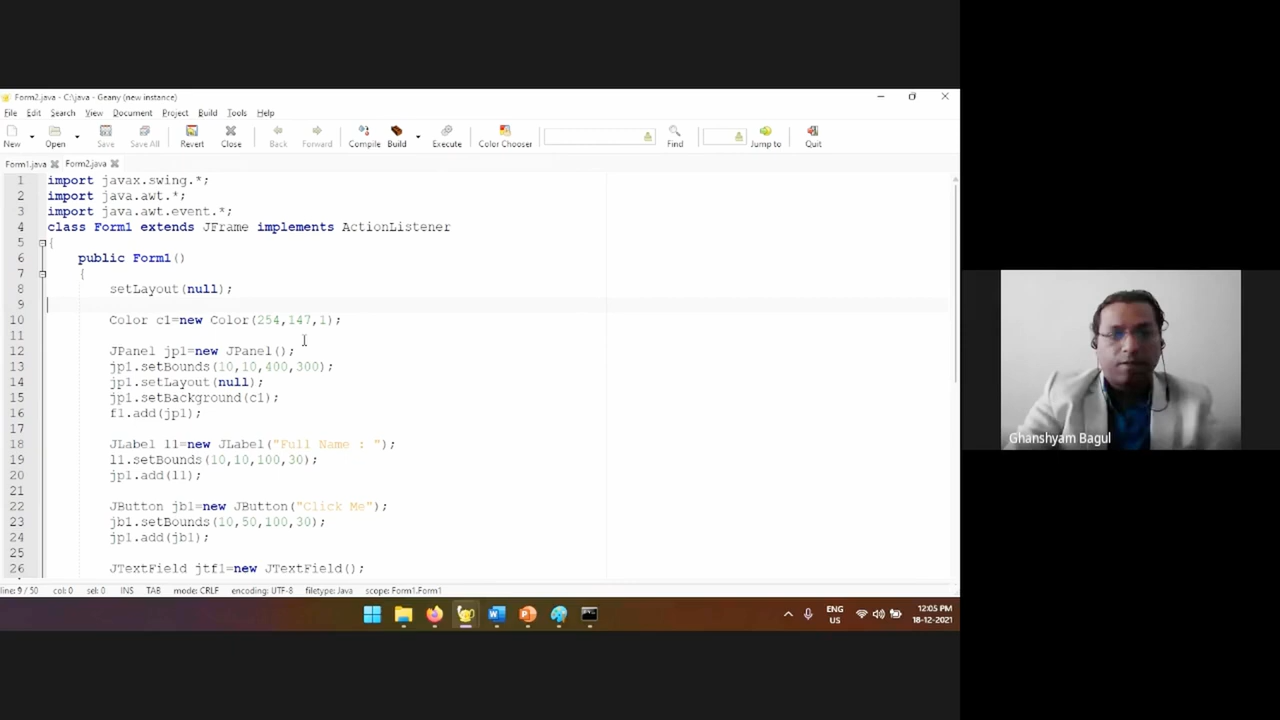 Form2.java - C:\java - Geany (new instance)
File Edit Search View Document Project Build Tools Help
New Open Save Save All Revert Close Back Forward Compile Build Execute Color Chooser Find Jump to Quit
Form1.java Form2.java
1 import javax.swing.*;
2 import java.awt.*;
3 import java.awt.event.*;
4 class Form1 extends JFrame implements ActionListener
5 {
6 public Form1()
7 {
8 setLayout(null);
9
10 Color c1=new Color(254,147,1);
11
12 JPanel jp1=new JPanel();
13 jp1.setBounds(10,10,400,300);
14 jp1.setLayout(null);
15 jp1.setBackground(c1);
16 f1.add(jp1);
17
18 JLabel l1=new JLabel("Full Name : ");
19 l1.setBounds(10,10,100,30);
20 jp1.add(l1);
21
22 JButton jb1=new JButton("Click Me");
23 jb1.setBounds(10,50,100,30);
24 jp1.add(jb1);
25
26 JTextField jtf1=new JTextField();
line: 9 / 50 col: 0 sel: 0 INS TAB mode: CRLF encoding: UTF-8 filetype: Java scope: Form1.Form1
ENG
US
12:05 PM
18-12-2021
Ghanshyam Bagul